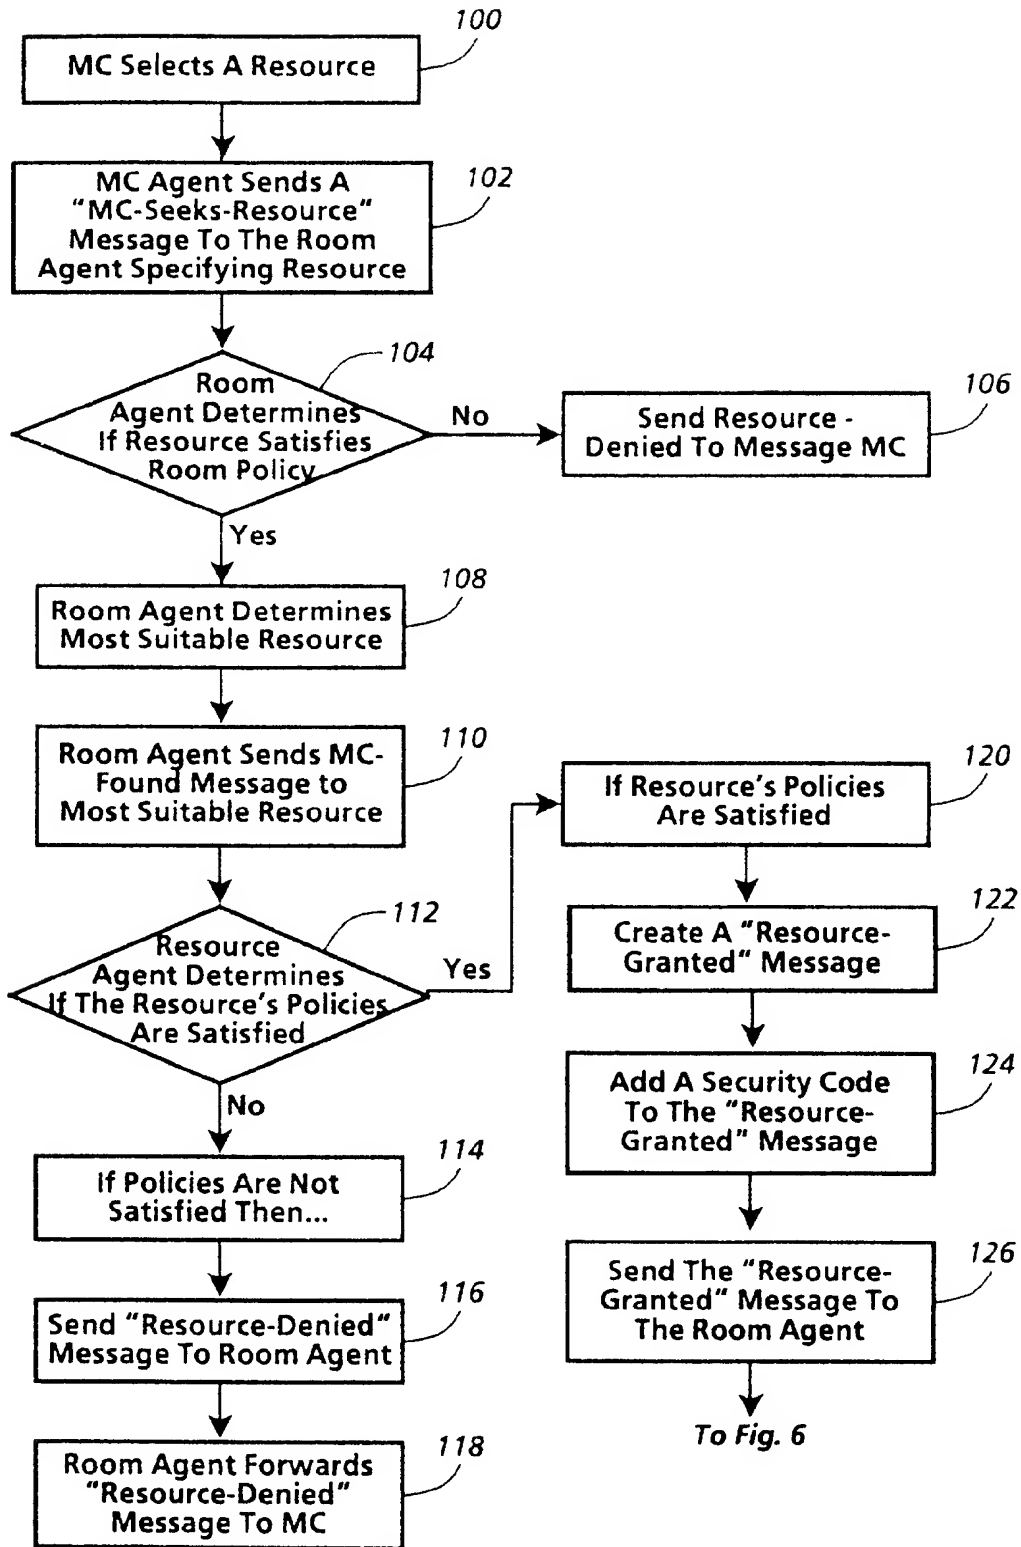 100
MC Selects A Resource
102
MC Agent Sends A
"MC-Seeks-Resource"
Message To The Room
Agent Specifying Resource
104
Room
Agent Determines
If Resource Satisfies
Room Policy
No
106
Send Resource -
Denied To Message MC
Yes
108
Room Agent Determines
Most Suitable Resource
110
Room Agent Sends MC-
Found Message to
Most Suitable Resource
112
Resource
Agent Determines
If The Resource's Policies
Are Satisfied
Yes
No
114
If Policies Are Not
Satisfied Then...
116
Send "Resource-Denied"
Message To Room Agent
118
Room Agent Forwards
"Resource-Denied"
Message To MC
120
If Resource's Policies
Are Satisfied
122
Create A "Resource-
Granted" Message
124
Add A Security Code
To The "Resource-
Granted" Message
126
Send The "Resource-
Granted" Message To
The Room Agent
To Fig. 6